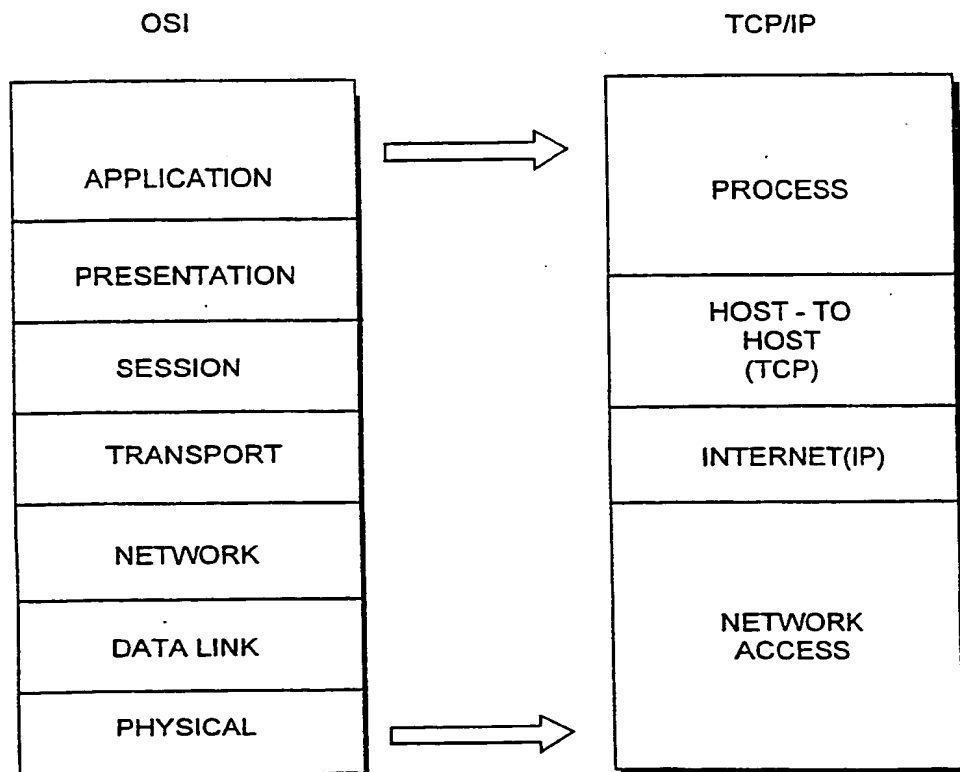 OSI
APPLICATION
PRESENTATION
SESSION
TRANSPORT
NETWORK
DATA LINK
PHYSICAL
TCP/IP
PROCESS
HOST - TO
HOST
(TCP)
INTERNET(IP)
NETWORK
ACCESS